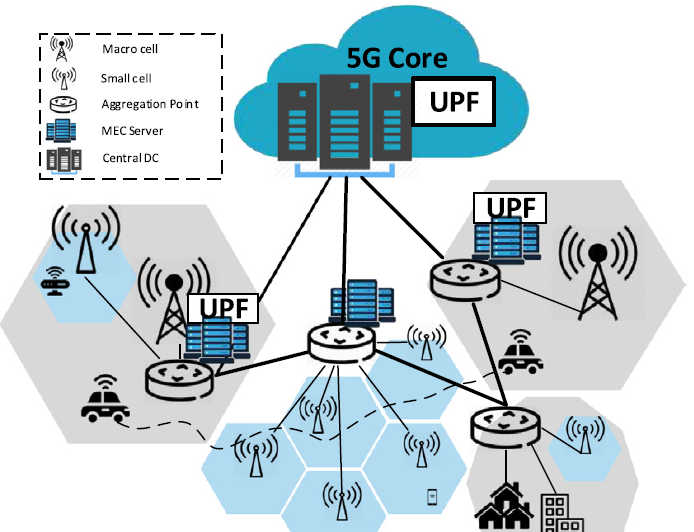 5G Core
UPF
Macro cell
Small cell
Aggregation Point
MEC Server
Central DC
UPF
UPF